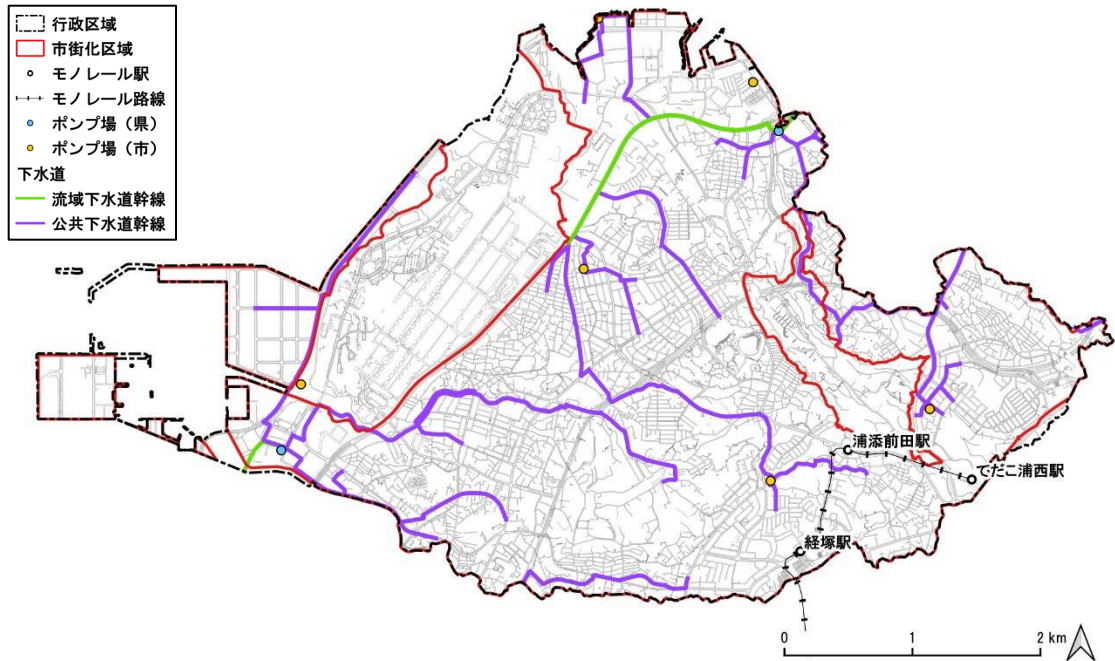 行政区域
市街化区域
モノレール駅
モノレール路線
ポンプ場（県）
ポンプ場（市）
下水道
流域下水道幹線
公共下水道幹線
浦添前田駅
てだこ浦西駅
経塚駅
0 1 2 km